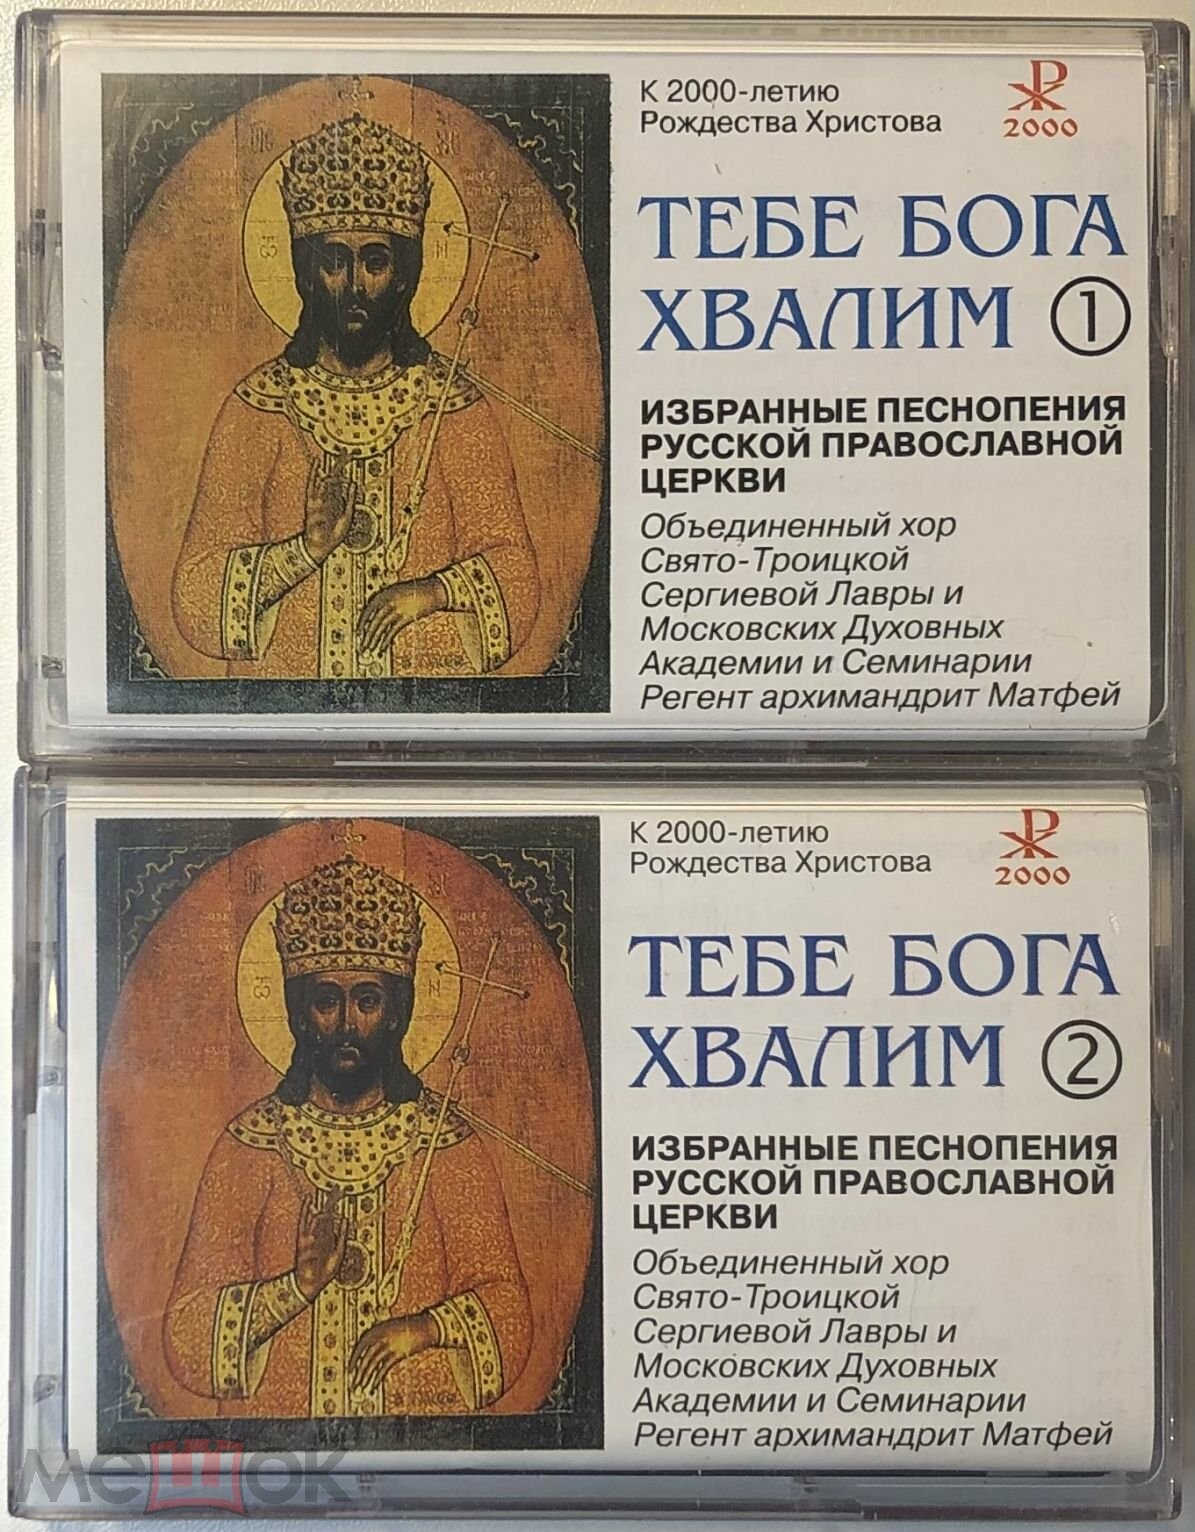 К 2000-летию
Рождества Христова
2000
ТЕБЕ БОГА
ХВАЛИМ 1
ИЗБРАННЫЕ ПЕСНОПЕНИЯ
РУССКОЙ ПРАВОСЛАВНОЙ
ЦЕРКВИ
Объединенный хор
Свято-Троицкой
Сергиевой Лавры и
Московских Духовных
Академии и Семинарии
Регент архимандрит Матфей
К 2000-летию
Рождества Христова
2000
ТЕБЕ БОГА
ХВАЛИМ 2
ИЗБРАННЫЕ ПЕСНОПЕНИЯ
РУССКОЙ ПРАВОСЛАВНОЙ
ЦЕРКВИ
Объединенный хор
Свято-Троицкой
Сергиевой Лавры и
Московских Духовных
Академии и Семинарии
Регент архимандрит Матфей
мешок